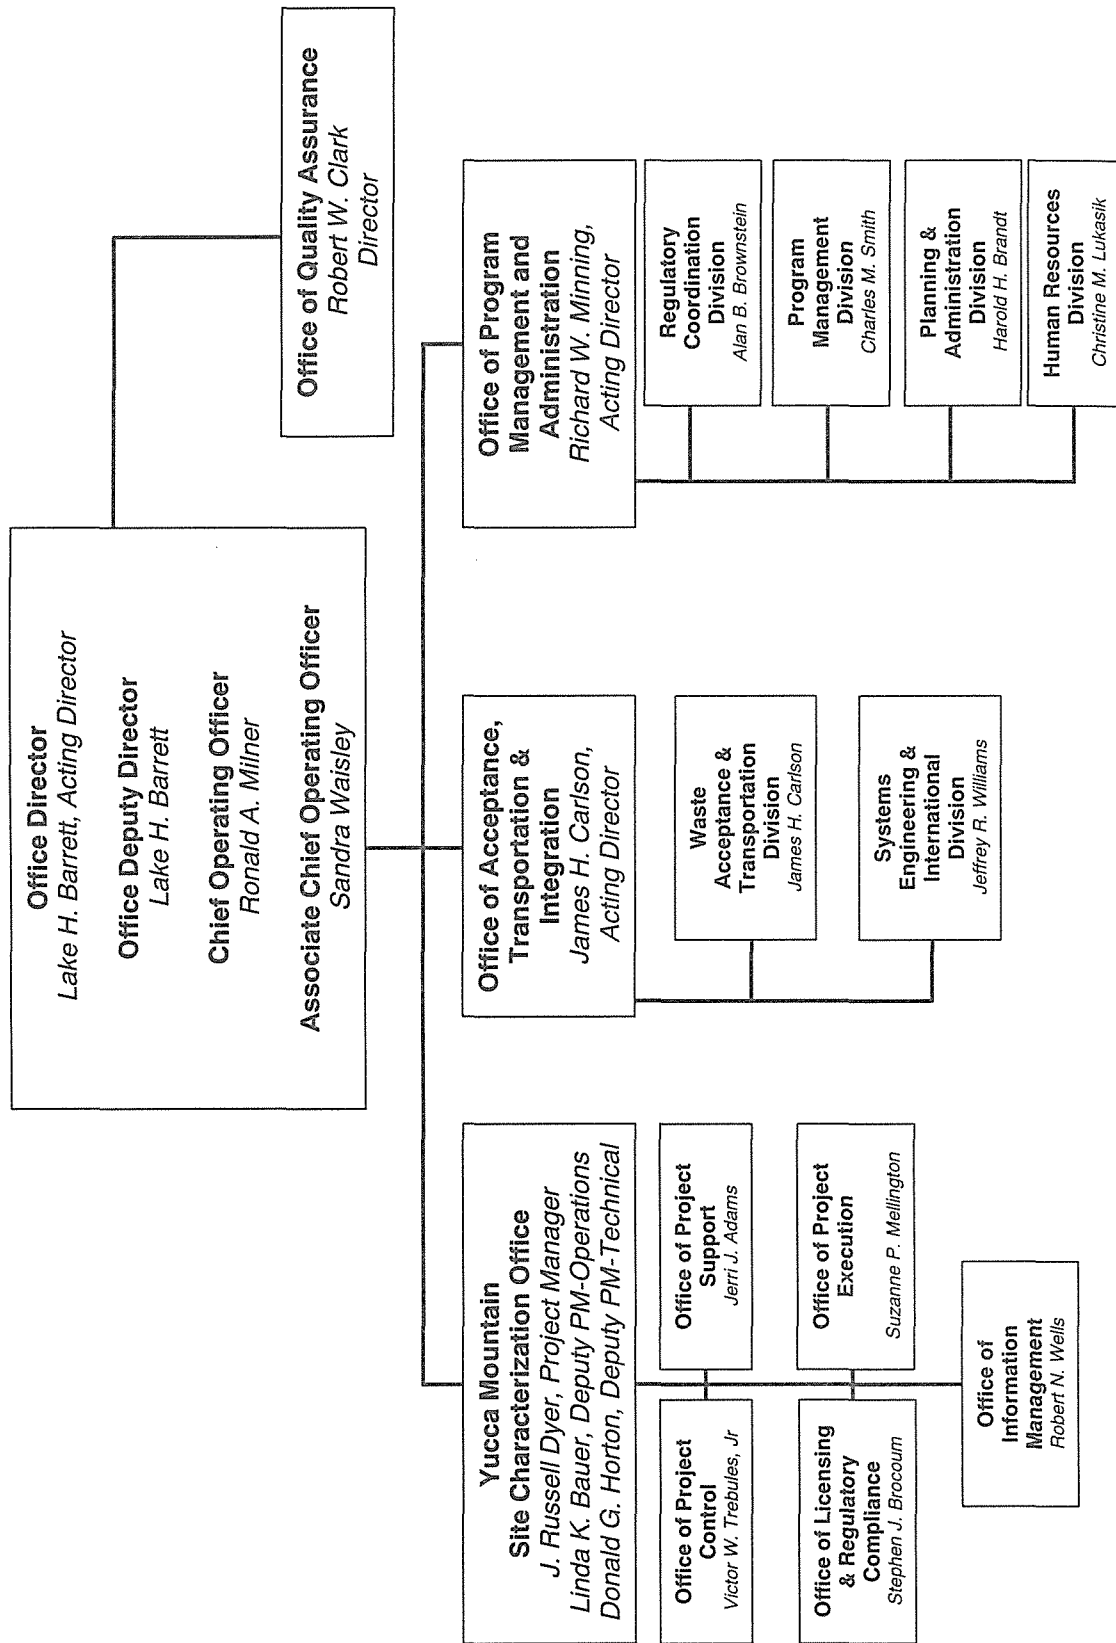 Office Director
Lake H. Barrett, Acting Director
Office Deputy Director
Lake H. Barrett
Chief Operating Officer
Ronald A. Milner
Associate Chief Operating Officer
Sandra Waisley
Office of Quality Assurance
Robert W. Clark
Director
Yucca Mountain
Site Characterization Office
J. Russell Dyer, Project Manager
Linda K. Bauer, Deputy PM-Operations
Donald G. Horton, Deputy PM-Technical
Office of Project
Control
Victor W. Trebules, Jr
Office of Project
Support
Jerri J. Adams
Office of Licensing
& Regulatory
Compliance
Stephen J. Brocoum
Office of Project
Execution
Suzanne P. Mellington
Office of
Information
Management
Robert N. Wells
Office of Acceptance,
Transportation &
Integration
James H. Carlson,
Acting Director
Waste
Acceptance &
Transportation
Division
James H. Carlson
Systems
Engineering &
International
Division
Jeffrey R. Williams
Office of Program
Management and
Administration
Richard W. Minning,
Acting Director
Regulatory
Coordination
Division
Alan B. Brownstein
Program
Management
Division
Charles M. Smith
Planning &
Administration
Division
Harold H. Brandt
Human Resources
Division
Christine M. Lukasik